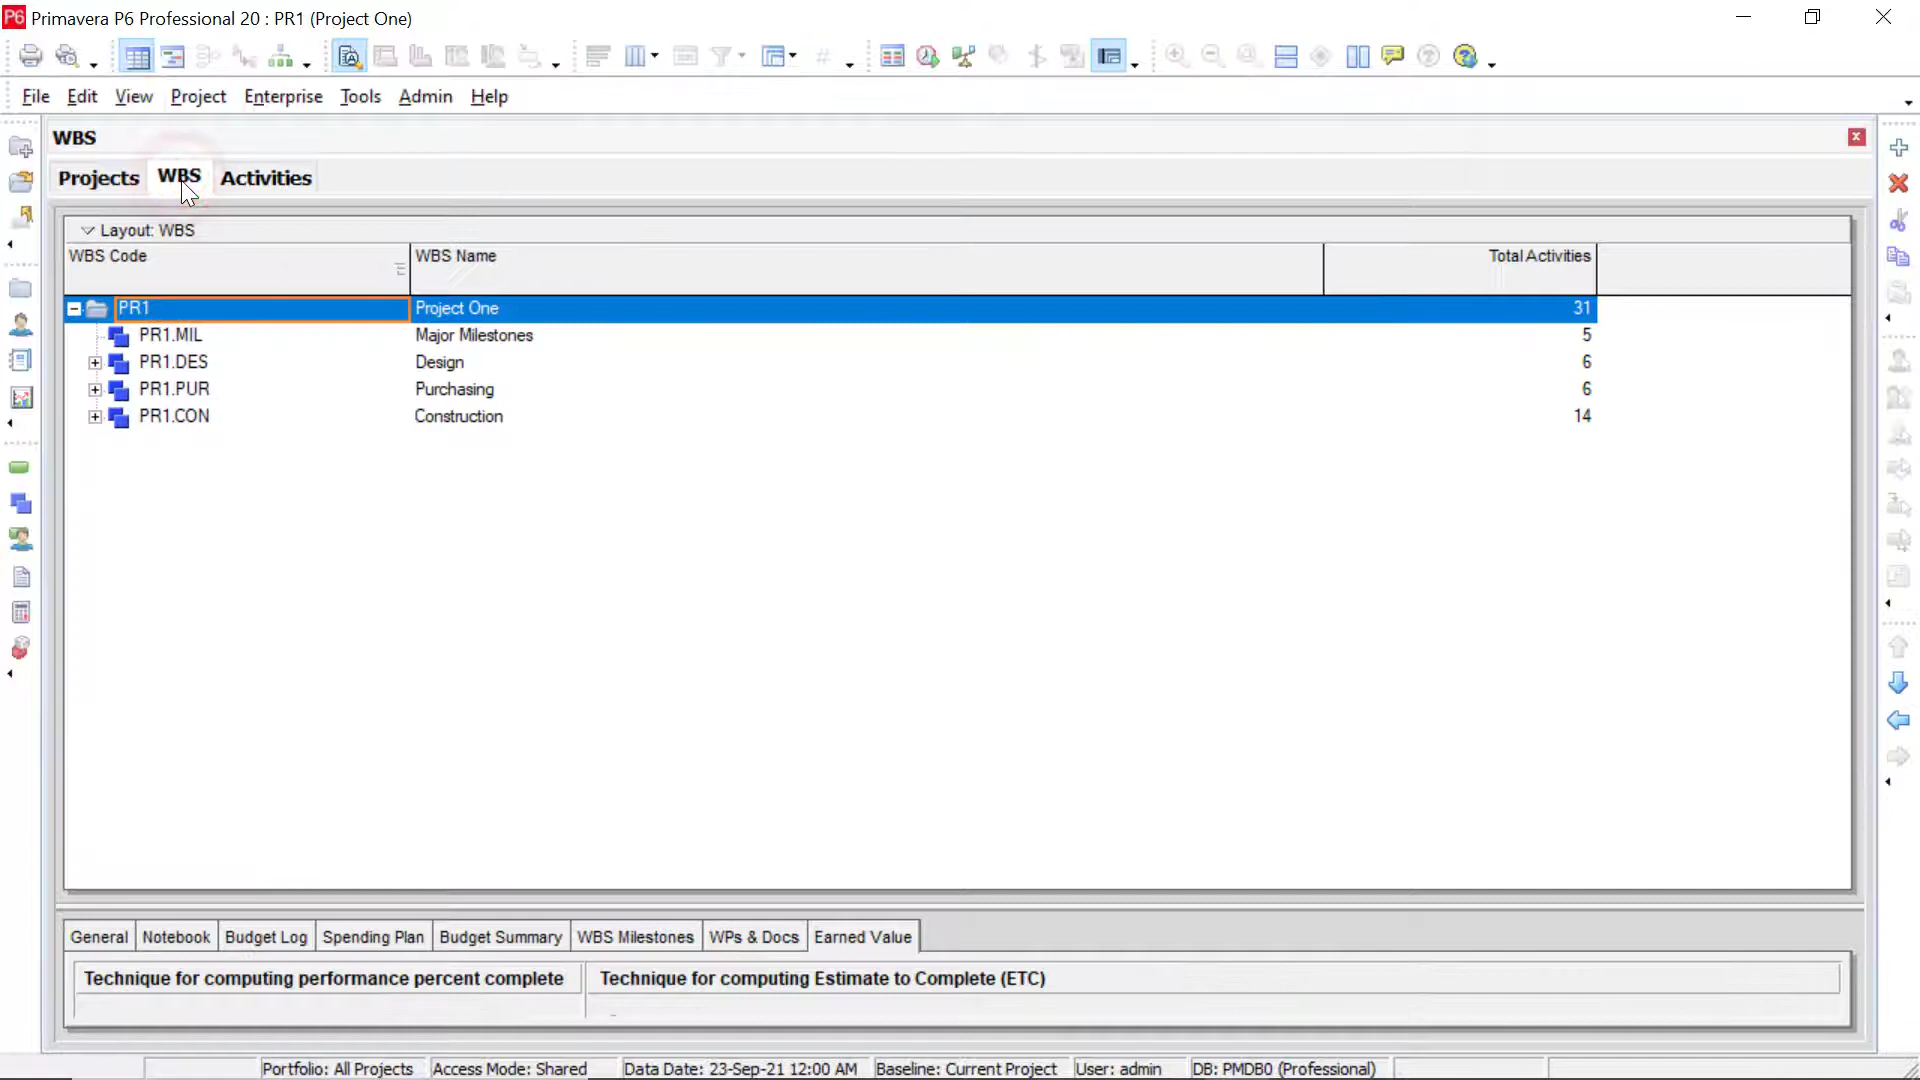 P6 Primavera P6 Professional 20 : PR1 (Project One)
File Edit View Project Enterprise Tools Admin Help
WBS
Projects WBS Activities
Layout: WBS
WBS Code WBS Name Total Activities
PR1 Project One 31
PR1.MIL Major Milestones 5
PR1.DES Design 6
PR1.PUR Purchasing 6
PR1.CON Construction 14
General Notebook Budget Log Spending Plan Budget Summary WBS Milestones WPs & Docs Earned Value
Technique for computing performance percent complete Technique for computing Estimate to Complete (ETC)
Portfolio: All Projects Access Mode: Shared Data Date: 23-Sep-21 12:00 AM Baseline: Current Project User: admin DB: PMDB0 (Professional)